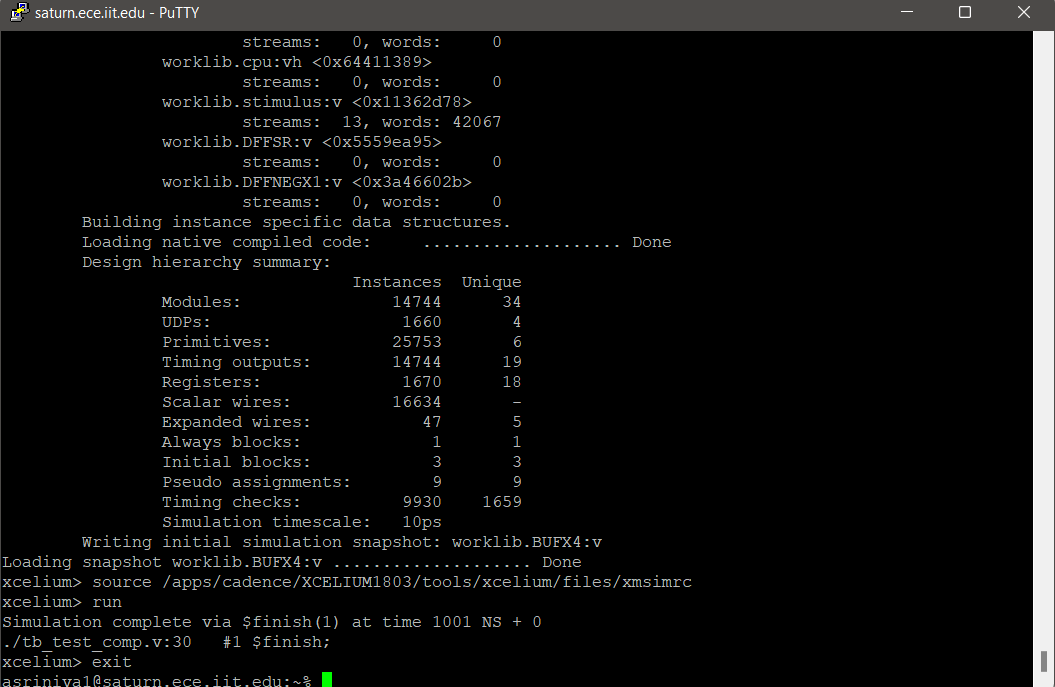 saturn.ece.iit.edu - PuTTY
streams:   0, words:     0
worklib.cpu:vh <0x64411389>
streams:   0, words:     0
worklib.stimulus:v <0x11362d78>
streams:  13, words: 42067
worklib.DFFSR:v <0x5559ea95>
streams:   0, words:     0
worklib.DFFNEGX1:v <0x3a46602b>
streams:   0, words:     0
Building instance specific data structures.
Loading native compiled code:     .................... Done
Design hierarchy summary:
Instances  Unique
Modules:               14744      34
UDPs:                   1660       4
Primitives:            25753       6
Timing outputs:        14744      19
Registers:              1670      18
Scalar wires:          16634       -
Expanded wires:           47       5
Always blocks:             1       1
Initial blocks:            3       3
Pseudo assignments:        9       9
Timing checks:          9930    1659
Simulation timescale:   10ps
Writing initial simulation snapshot: worklib.BUFX4:v
Loading snapshot worklib.BUFX4:v .................... Done
xcelium> source /apps/cadence/XCELIUM1803/tools/xcelium/files/xmsimrc
xcelium> run
Simulation complete via $finish(1) at time 1001 NS + 0
./tb_test_comp.v:30   #1 $finish;
xcelium> exit
asriniva1@saturn.ece.iit.edu:~%